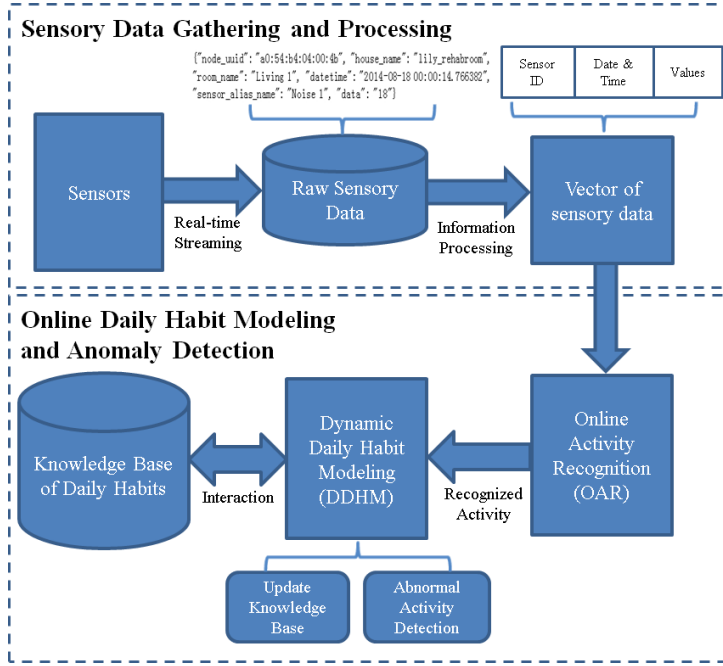 Sensory Data Gathering and Processing
{"node_uuid": "a0:54:b4:04:00:4b", "house_name": "lily_rehabroom",
"room_name": "Living 1", "datetime": "2014-08-18 00:00:14.766382",
"sensor_alias_name": "Noise 1", "data": "18"}
Sensor
ID
Date &
Time
Values
Sensors
Real-time
Streaming
Raw Sensory
Data
Information
Processing
Vector of
sensory data
Online Daily Habit Modeling
and Anomaly Detection
Knowledge Base
of Daily Habits
Interaction
Dynamic
Daily Habit
Modeling
(DDHM)
Recognized
Activity
Online
Activity
Recognition
(OAR)
Update
Knowledge
Base
Abnormal
Activity
Detection